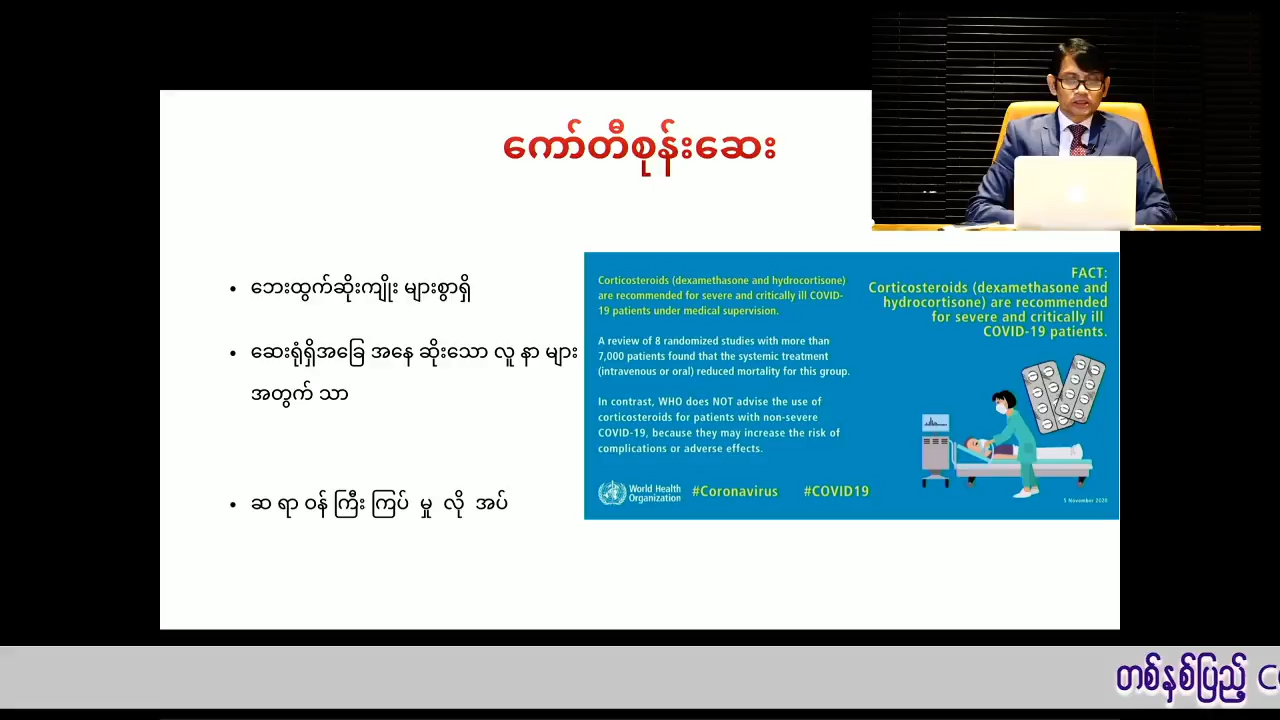 ကော်တီစုန်းဆေး
• ဘေးထွက်ဆိုးကျိုး များစွာရှိ
• ဆေးရုံရှိအခြေ အနေ ဆိုးသော လူ နာ များ
အတွက် သာ
• ဆ ရာ ဝန် ကြီး ကြပ် မှု လို အပ်
Corticosteroids (dexamethasone and hydrocortisone)
are recommended for severe and critically ill COVID-
19 patients under medical supervision.
A review of 8 randomized studies with more than
7,000 patients found that the systemic treatment
(intravenous or oral) reduced mortality for this group.
In contrast, WHO does NOT advise the use of
corticosteroids for patients with non-severe
COVID-19, because they may increase the risk of
complications or adverse effects.
World Health
Organization
#Coronavirus #COVID19
FACT:
Corticosteroids (dexamethasone and
hydrocortisone) are recommended
for severe and critically ill
COVID-19 patients.
5 November 2020
တစ်နှစ်ပြည့်